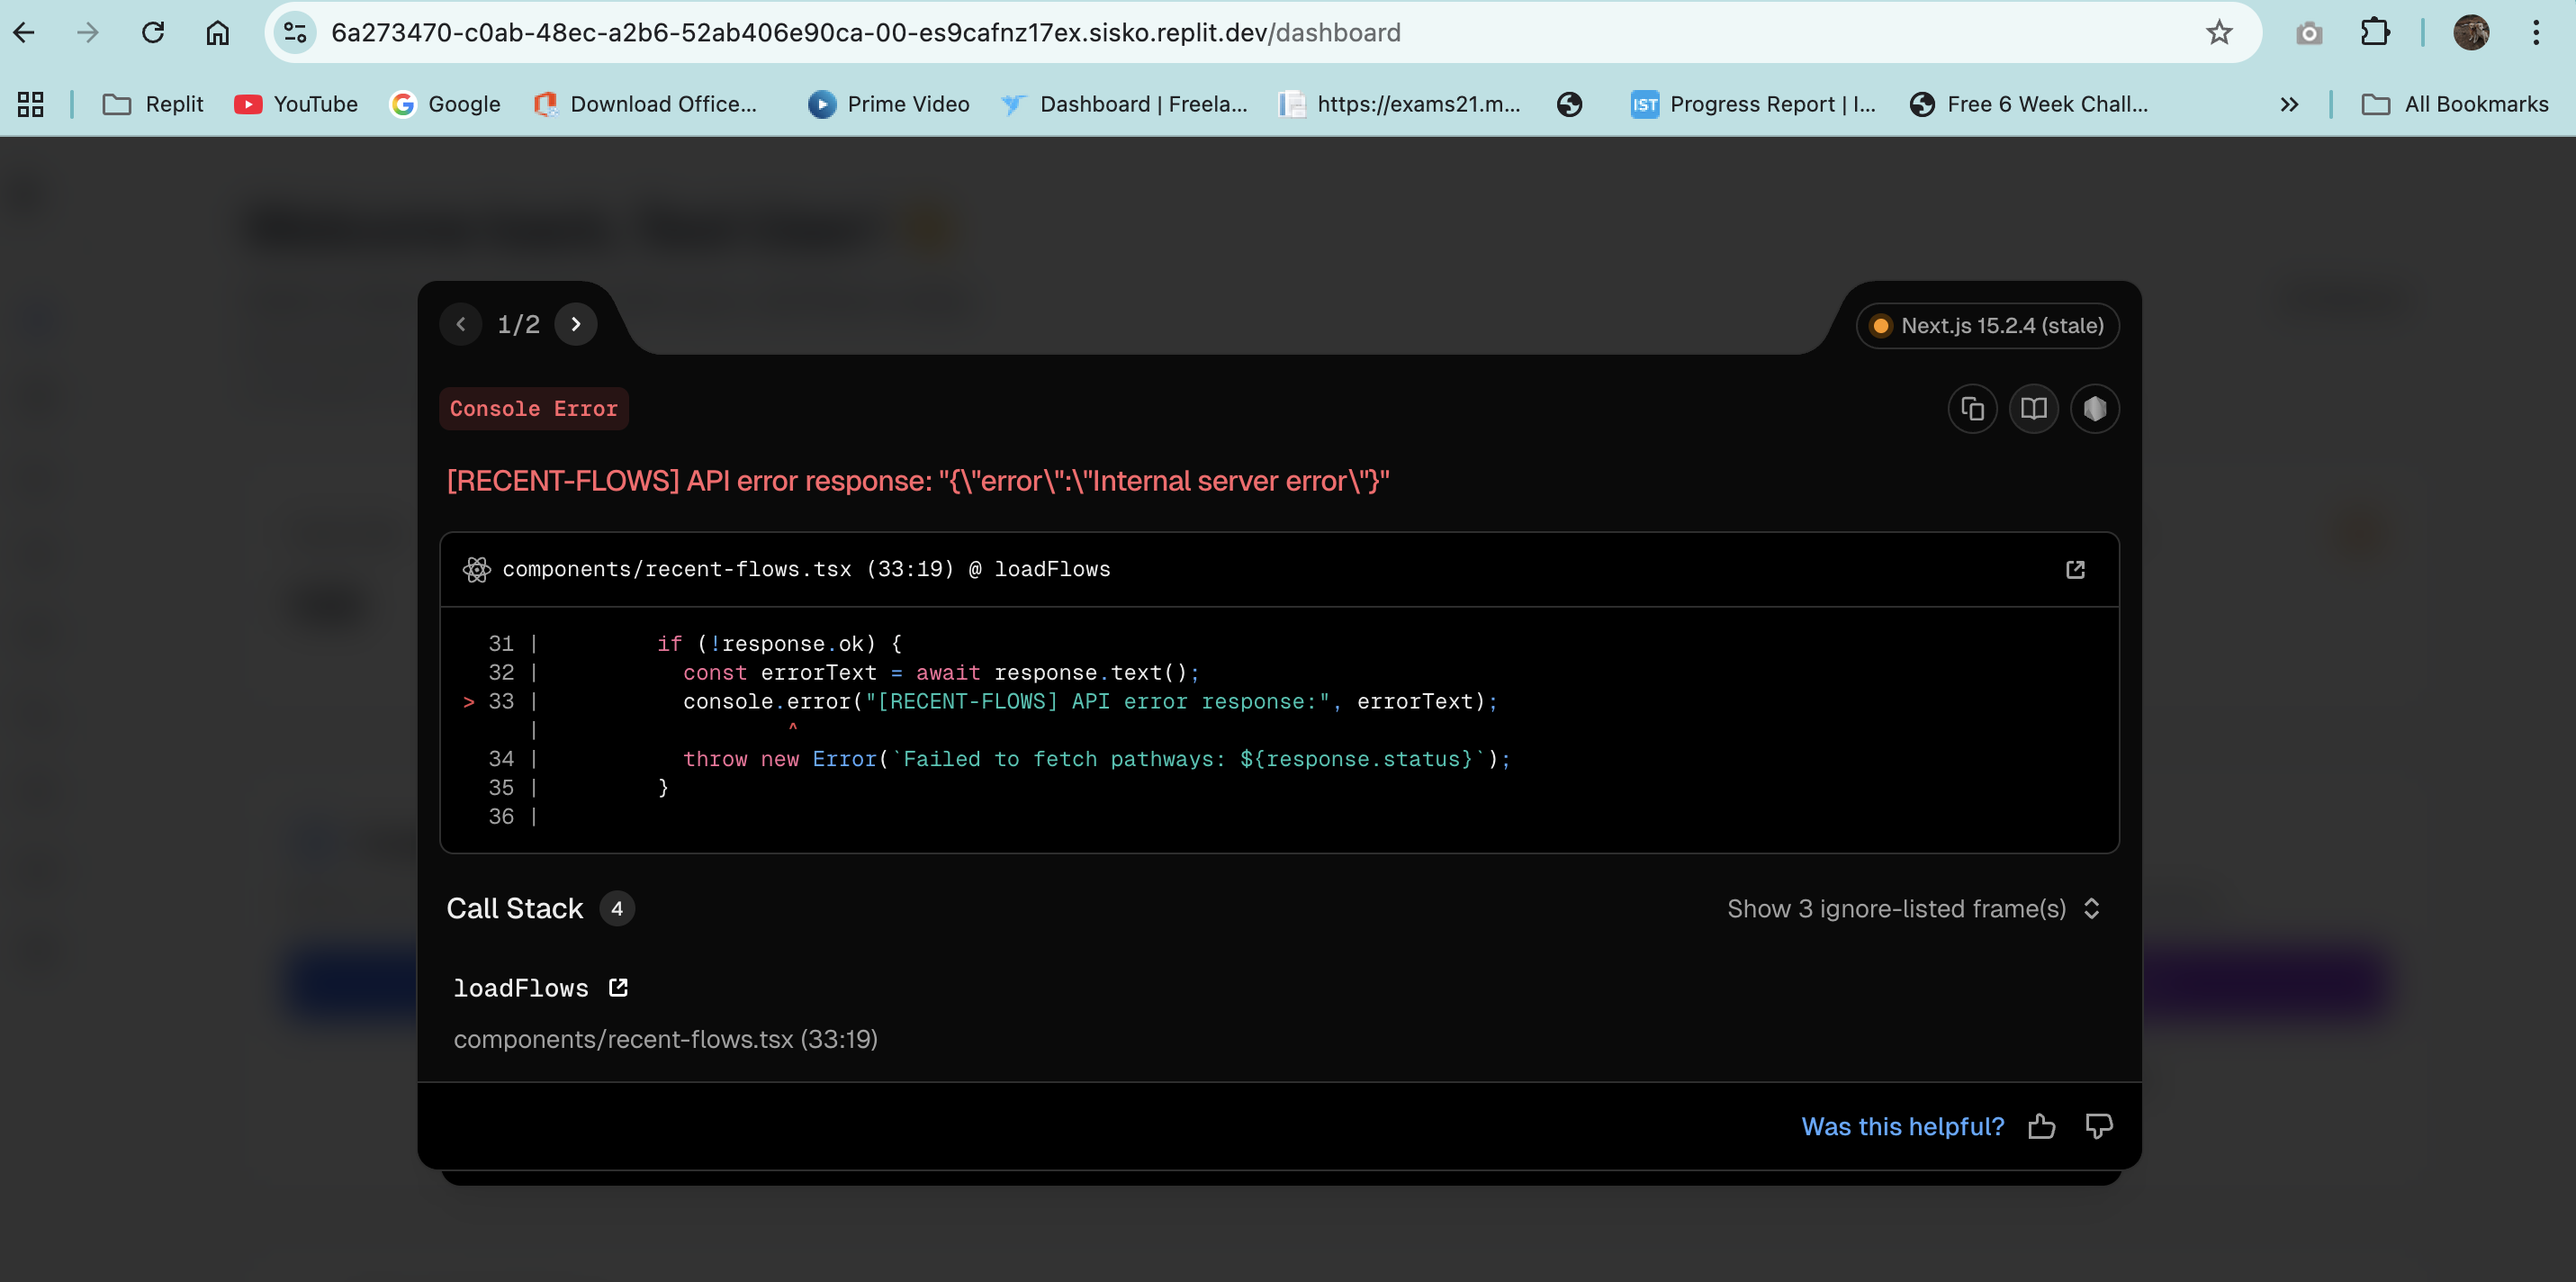 6a273470-c0ab-48ec-a2b6-52ab406e90ca-00-es9cafnz17ex.sisko.replit.dev/dashboard
Replit YouTube Google Download Office... Prime Video Dashboard | Freela... https://exams21.m... IST Progress Report | I... Free 6 Week Chall... » All Bookmarks
1/2
Next.js 15.2.4 (stale)
Console Error
[RECENT-FLOWS] API error response: "{\"error\":\"Internal server error\"}"
components/recent-flows.tsx (33:19) @ loadFlows
31 | if (!response.ok) {
32 | const errorText = await response.text();
> 33 | console.error("[RECENT-FLOWS] API error response:", errorText);
| ^
34 | throw new Error(`Failed to fetch pathways: ${response.status}`);
35 | }
36 |
Call Stack 4
Show 3 ignore-listed frame(s)
loadFlows
components/recent-flows.tsx (33:19)
Was this helpful?